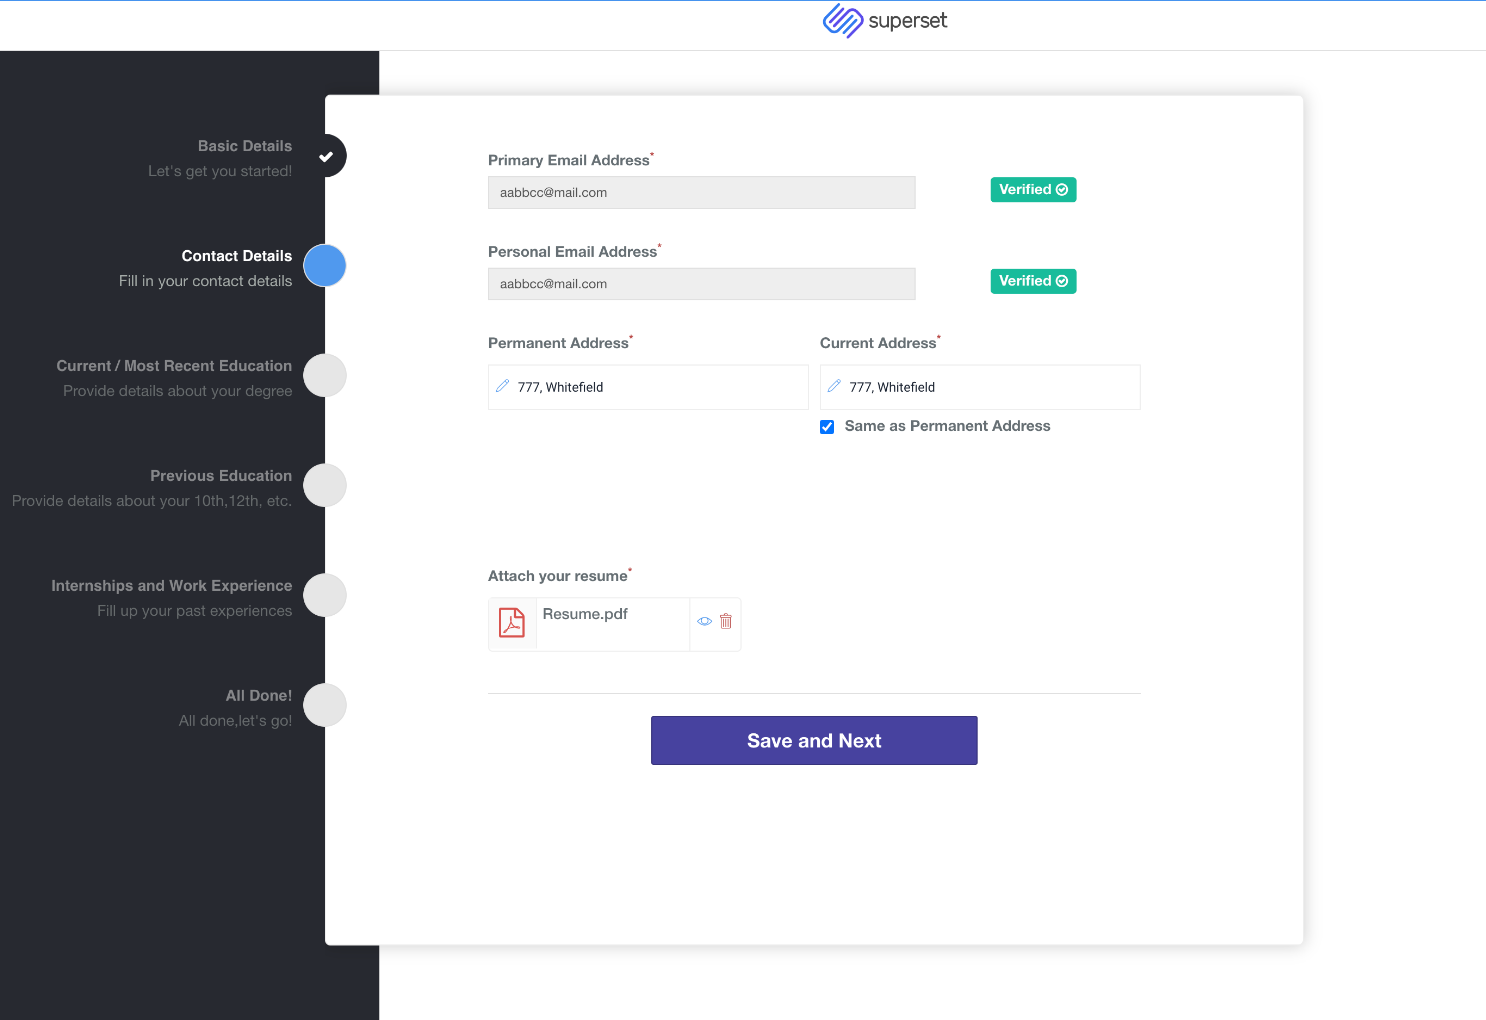 superset
Basic Details
Let's get you started!
Contact Details
Fill in your contact details
Current / Most Recent Education
Provide details about your degree
Previous Education
Provide details about your 10th,12th, etc.
Internships and Work Experience
Fill up your past experiences
All Done!
All done,let's go!
Primary Email Address*
aabbcc@mail.com
Verified
Personal Email Address*
aabbcc@mail.com
Verified
Permanent Address*
777, Whitefield
Current Address*
777, Whitefield
Same as Permanent Address
Attach your resume*
Resume.pdf
Save and Next